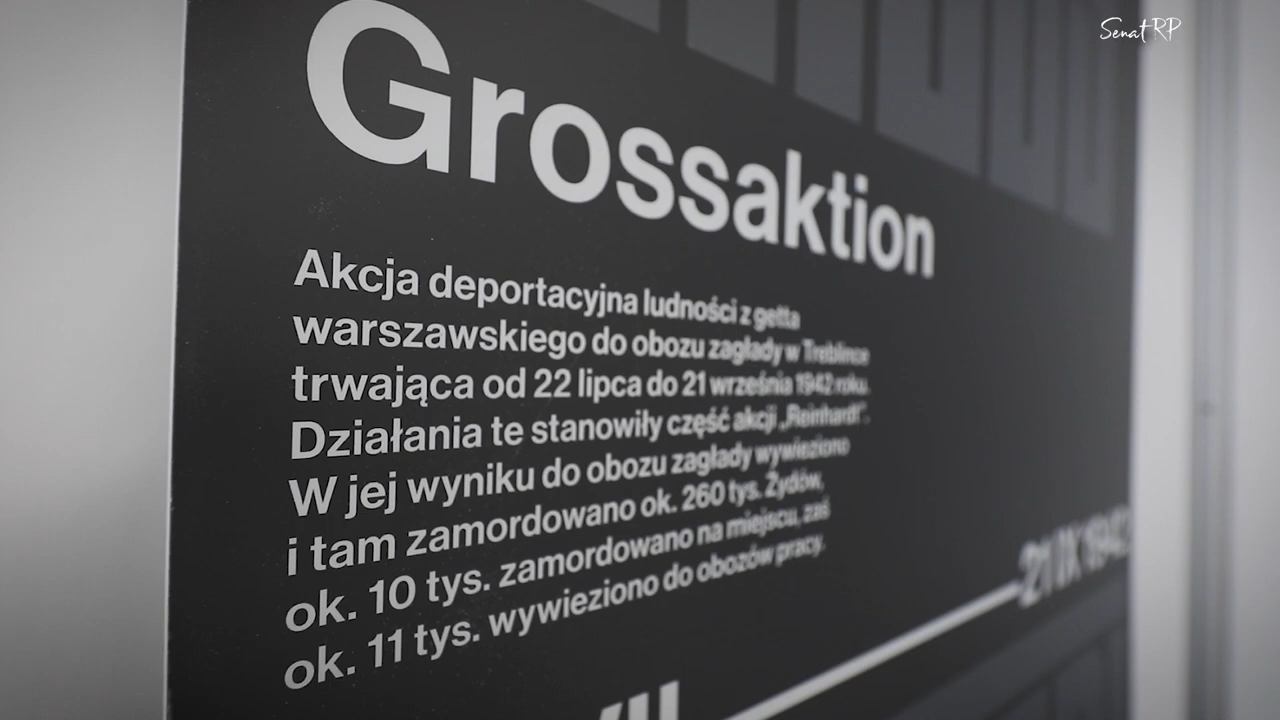 Senat RP
Grossaktion
Akcja deportacyjna ludności z getta
warszawskiego do obozu zagłady w Treblince
trwająca od 22 lipca do 21 września 1942 roku.
Działania te stanowiły część akcji „Reinhardt”.
W jej wyniku do obozu zagłady wywieziono
i tam zamordowano ok. 260 tys. Żydów,
ok. 10 tys. zamordowano na miejscu, zaś
ok. 11 tys. wywieziono do obozów pracy.
21 IX 1942